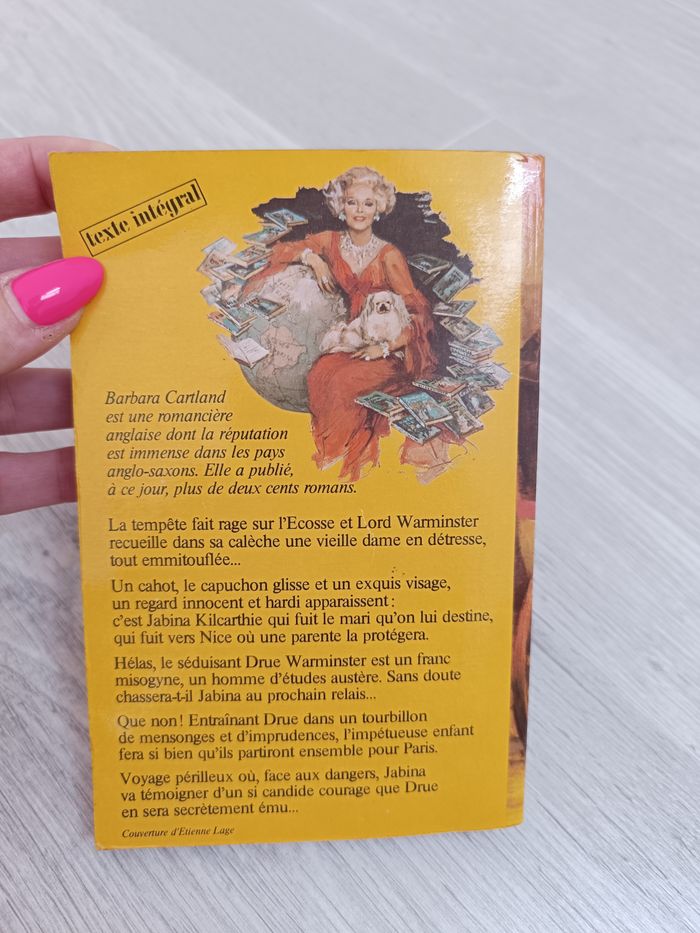 texte intégral
Barbara Cartland
est une romancière
anglaise dont la réputation
est immense dans les pays
anglo-saxons. Elle a publié,
à ce jour, plus de deux cents romans.
La tempête fait rage sur l'Ecosse et Lord Warminster
recueille dans sa calèche une vieille dame en détresse,
tout emmitouflée...
Un cahot, le capuchon glisse et un exquis visage,
un regard innocent et hardi apparaissent :
c'est Jabina Kilcarthie qui fuit le mari qu'on lui destine,
qui fuit vers Nice où une parente la protégera.
Hélas, le séduisant Drue Warminster est un franc
misogyne, un homme d'études austère. Sans doute
chassera-t-il Jabina au prochain relais...
Que non ! Entraînant Drue dans un tourbillon
de mensonges et d'imprudences, l'impétueuse enfant
fera si bien qu'ils partiront ensemble pour Paris.
Voyage périlleux où, face aux dangers, Jabina
va témoigner d'un si candide courage que Drue
en sera secrètement ému...
Couverture d'Etienne Lage